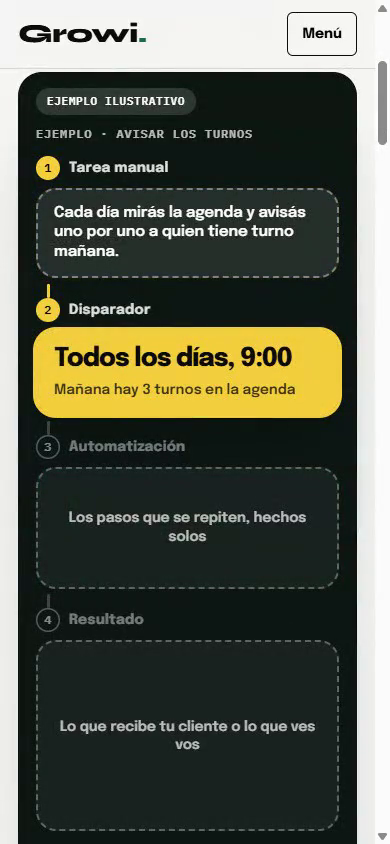 Growi.
Menú
EJEMPLO ILUSTRATIVO
EJEMPLO · AVISAR LOS TURNOS
1 Tarea manual
Cada día mirás la agenda y avisás
uno por uno a quien tiene turno
mañana.
2 Disparador
Todos los días, 9:00
Mañana hay 3 turnos en la agenda
3 Automatización
Los pasos que se repiten, hechos
solos
4 Resultado
Lo que recibe tu cliente o lo que ves
vos